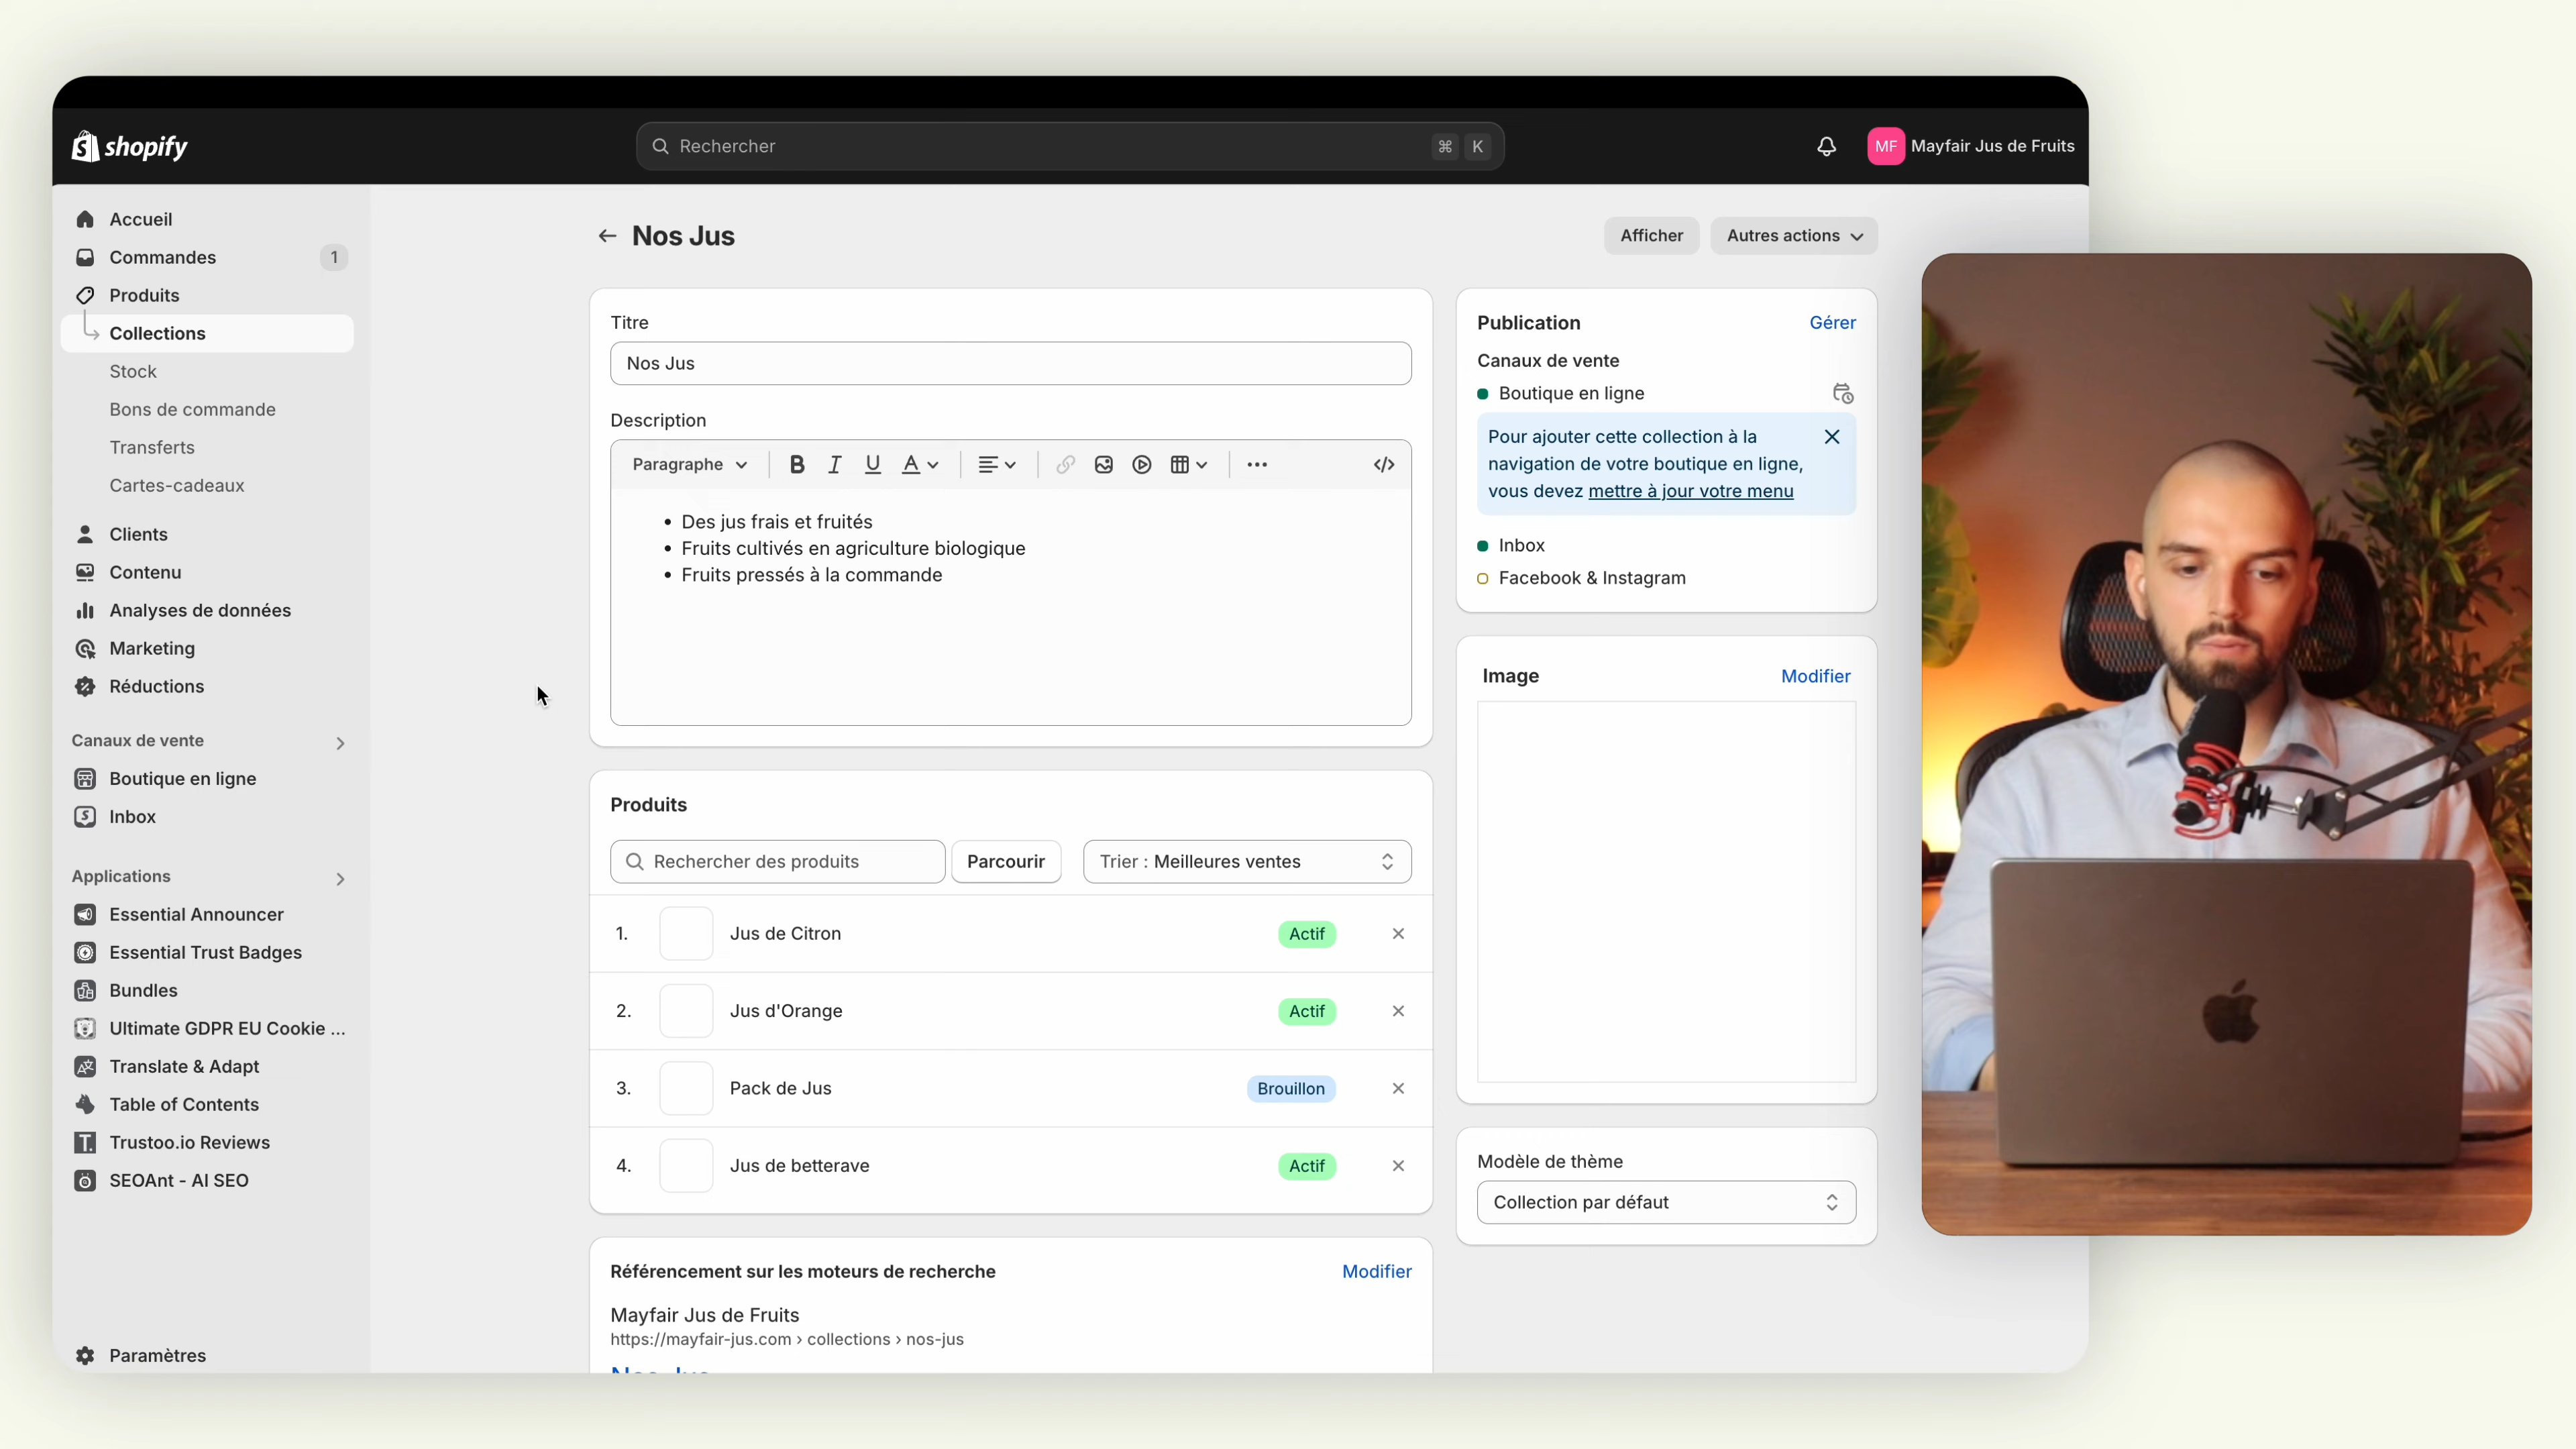 shopify
Rechercher
⌘ K
MF Mayfair Jus de Fruits
Accueil
Commandes 1
Produits
Collections
Stock
Bons de commande
Transferts
Cartes-cadeaux
Clients
Contenu
Analyses de données
Marketing
Réductions
Canaux de vente
Boutique en ligne
Inbox
Applications
Essential Announcer
Essential Trust Badges
Bundles
Ultimate GDPR EU Cookie ...
Translate & Adapt
Table of Contents
Trustoo.io Reviews
SEOAnt - AI SEO
Paramètres
Nos Jus
Afficher
Autres actions
Titre
Nos Jus
Description
Paragraphe
B I U A
• Des jus frais et fruités
• Fruits cultivés en agriculture biologique
• Fruits pressés à la commande
Produits
Rechercher des produits
Parcourir
Trier : Meilleures ventes
1. Jus de Citron Actif
2. Jus d'Orange Actif
3. Pack de Jus Brouillon
4. Jus de betterave Actif
Référencement sur les moteurs de recherche
Modifier
Mayfair Jus de Fruits
https://mayfair-jus.com › collections › nos-jus
Publication
Gérer
Canaux de vente
Boutique en ligne
Pour ajouter cette collection à la
navigation de votre boutique en ligne,
vous devez mettre à jour votre menu
Inbox
Facebook & Instagram
Image
Modifier
Modèle de thème
Collection par défaut